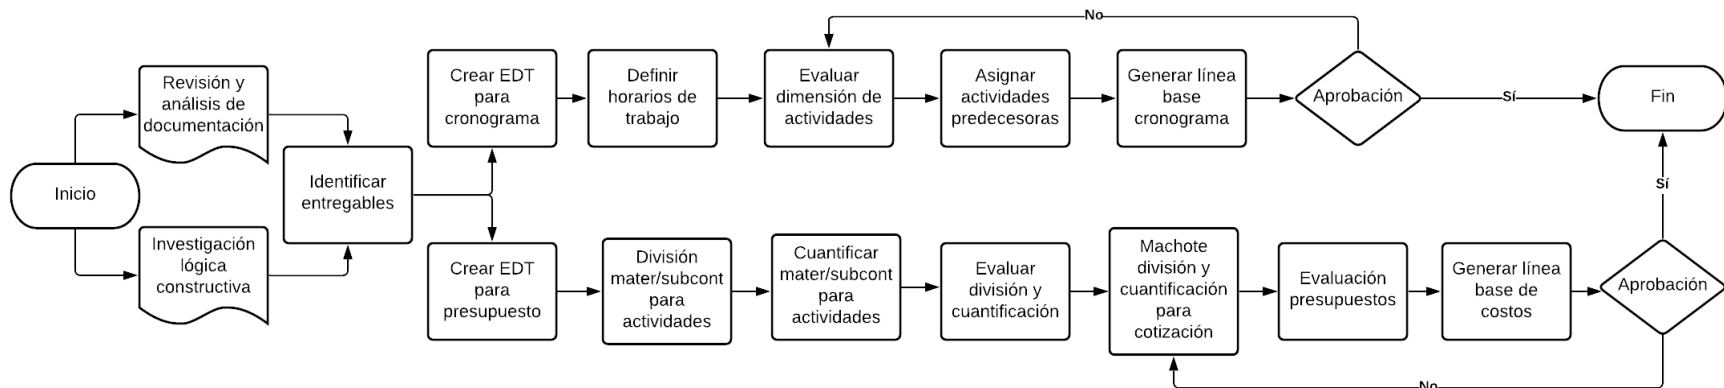 No
Revisión y
análisis de
documentación
Crear EDT
para
cronograma
Definir
horarios de
trabajo
Evaluar
dimensión de
actividades
Asignar
actividades
predecesoras
Generar línea
base
cronograma
Aprobación
Sí
Fin
Inicio
Identificar
entregables
Sí
Investigación
lógica
constructiva
Crear EDT
para
presupuesto
División
mater/subcont
para
actividades
Cuantificar
mater/subcont
para
actividades
Evaluar
división y
cuantificación
Machote
división y
cuantificación
para
cotización
Evaluación
presupuestos
Generar línea
base de
costos
Aprobación
No